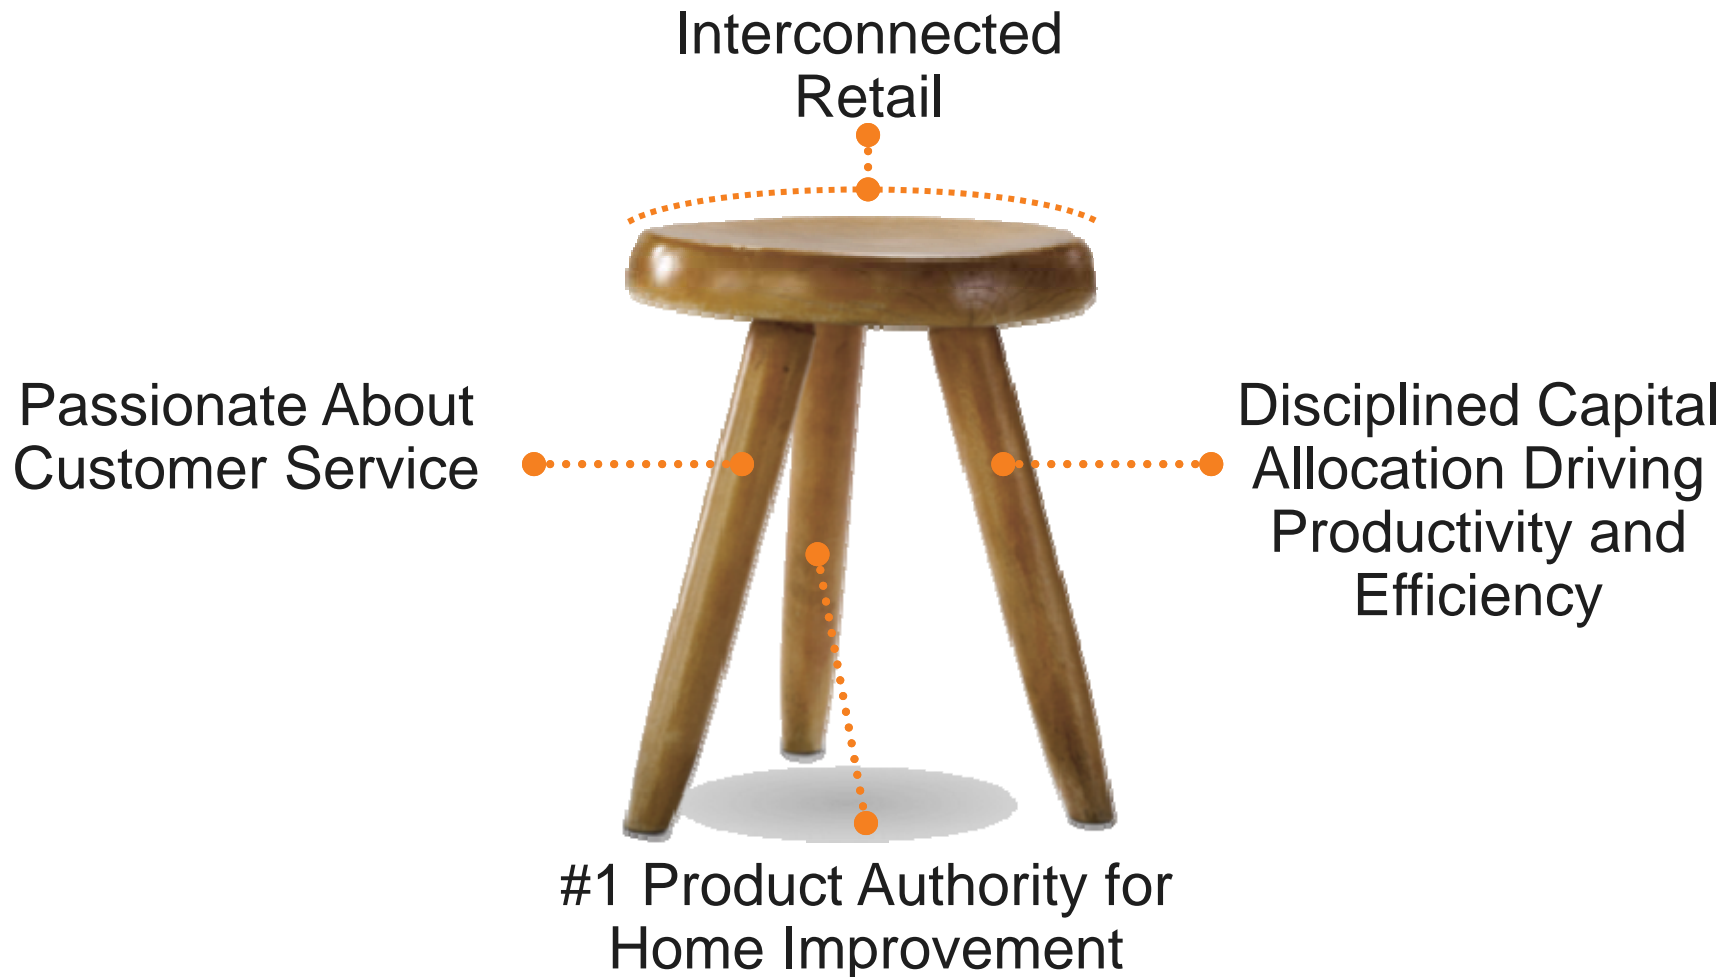 Interconnected
Retail
Passionate About
Customer Service
Disciplined Capital
Allocation Driving
Productivity and
Efficiency
#1 Product Authority for
Home Improvement